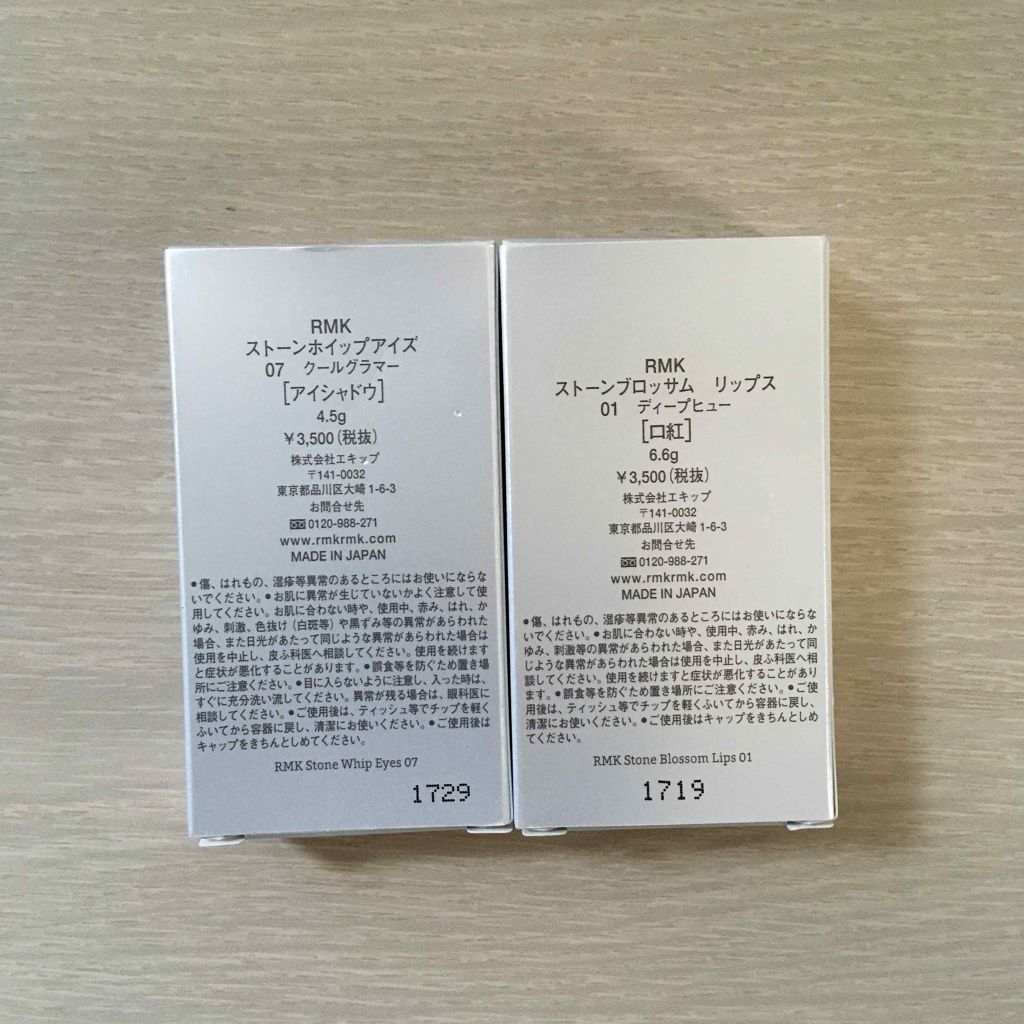 RMK
ストーンホイップアイズ
07 クールグラマー
[アイシャドウ]
4.5g
￥3,500(税抜)
株式会社エキップ
〒141-0032
東京都品川区大崎1-6-3
お問合せ先
0120-988-271
www.rmkrmk.com
MADE IN JAPAN
●傷、はれもの、湿疹等異常のあるところにはお使いにならな
いでください。●お肌に異常が生じていないかよく注意して使
用してください。お肌に合わない時や、使用中、赤み、はれ、か
ゆみ、刺激、色抜け(白斑等)や黒ずみ等の異常があらわれた
場合、また日光があたって同じような異常があらわれた場合は
使用を中止し、皮ふ科医へ相談してください。使用を続けます
と症状が悪化することがあります。●誤食等を防ぐため置き場
所にご注意ください。●目に入らないように注意し、入った時は、
すぐに充分洗い流してください。異常が残る場合は、眼科医に
相談してください。●ご使用後は、ティッシュ等でチップを軽く
ふいてから容器に戻し、清潔にお使いください。●ご使用後は
キャップをきちんとしめてください。
RMK Stone Whip Eyes 07
1729
RMK
ストーンブロッサム リップス
01 ディープヒュー
[口紅]
6.6g
￥3,500(税抜)
株式会社エキップ
〒141-0032
東京都品川区大崎1-6-3
お問合せ先
0120-988-271
www.rmkrmk.com
MADE IN JAPAN
●傷、はれもの、湿疹等異常のあるところにはお使いにならな
いでください。●お肌に合わない時や、使用中、赤み、はれ、か
ゆみ、刺激等の異常があらわれた場合、また日光があたって同
じような異常があらわれた場合は使用を中止し、皮ふ科医へ相
談してください。使用を続けますと症状が悪化することがあり
ます。●誤食等を防ぐため置き場所にご注意ください。●ご使
用後は、ティッシュ等でチップを軽くふいてから容器に戻し、
清潔にお使いください。●ご使用後はキャップをきちんとしめ
てください。
RMK Stone Blossom Lips 01
1719